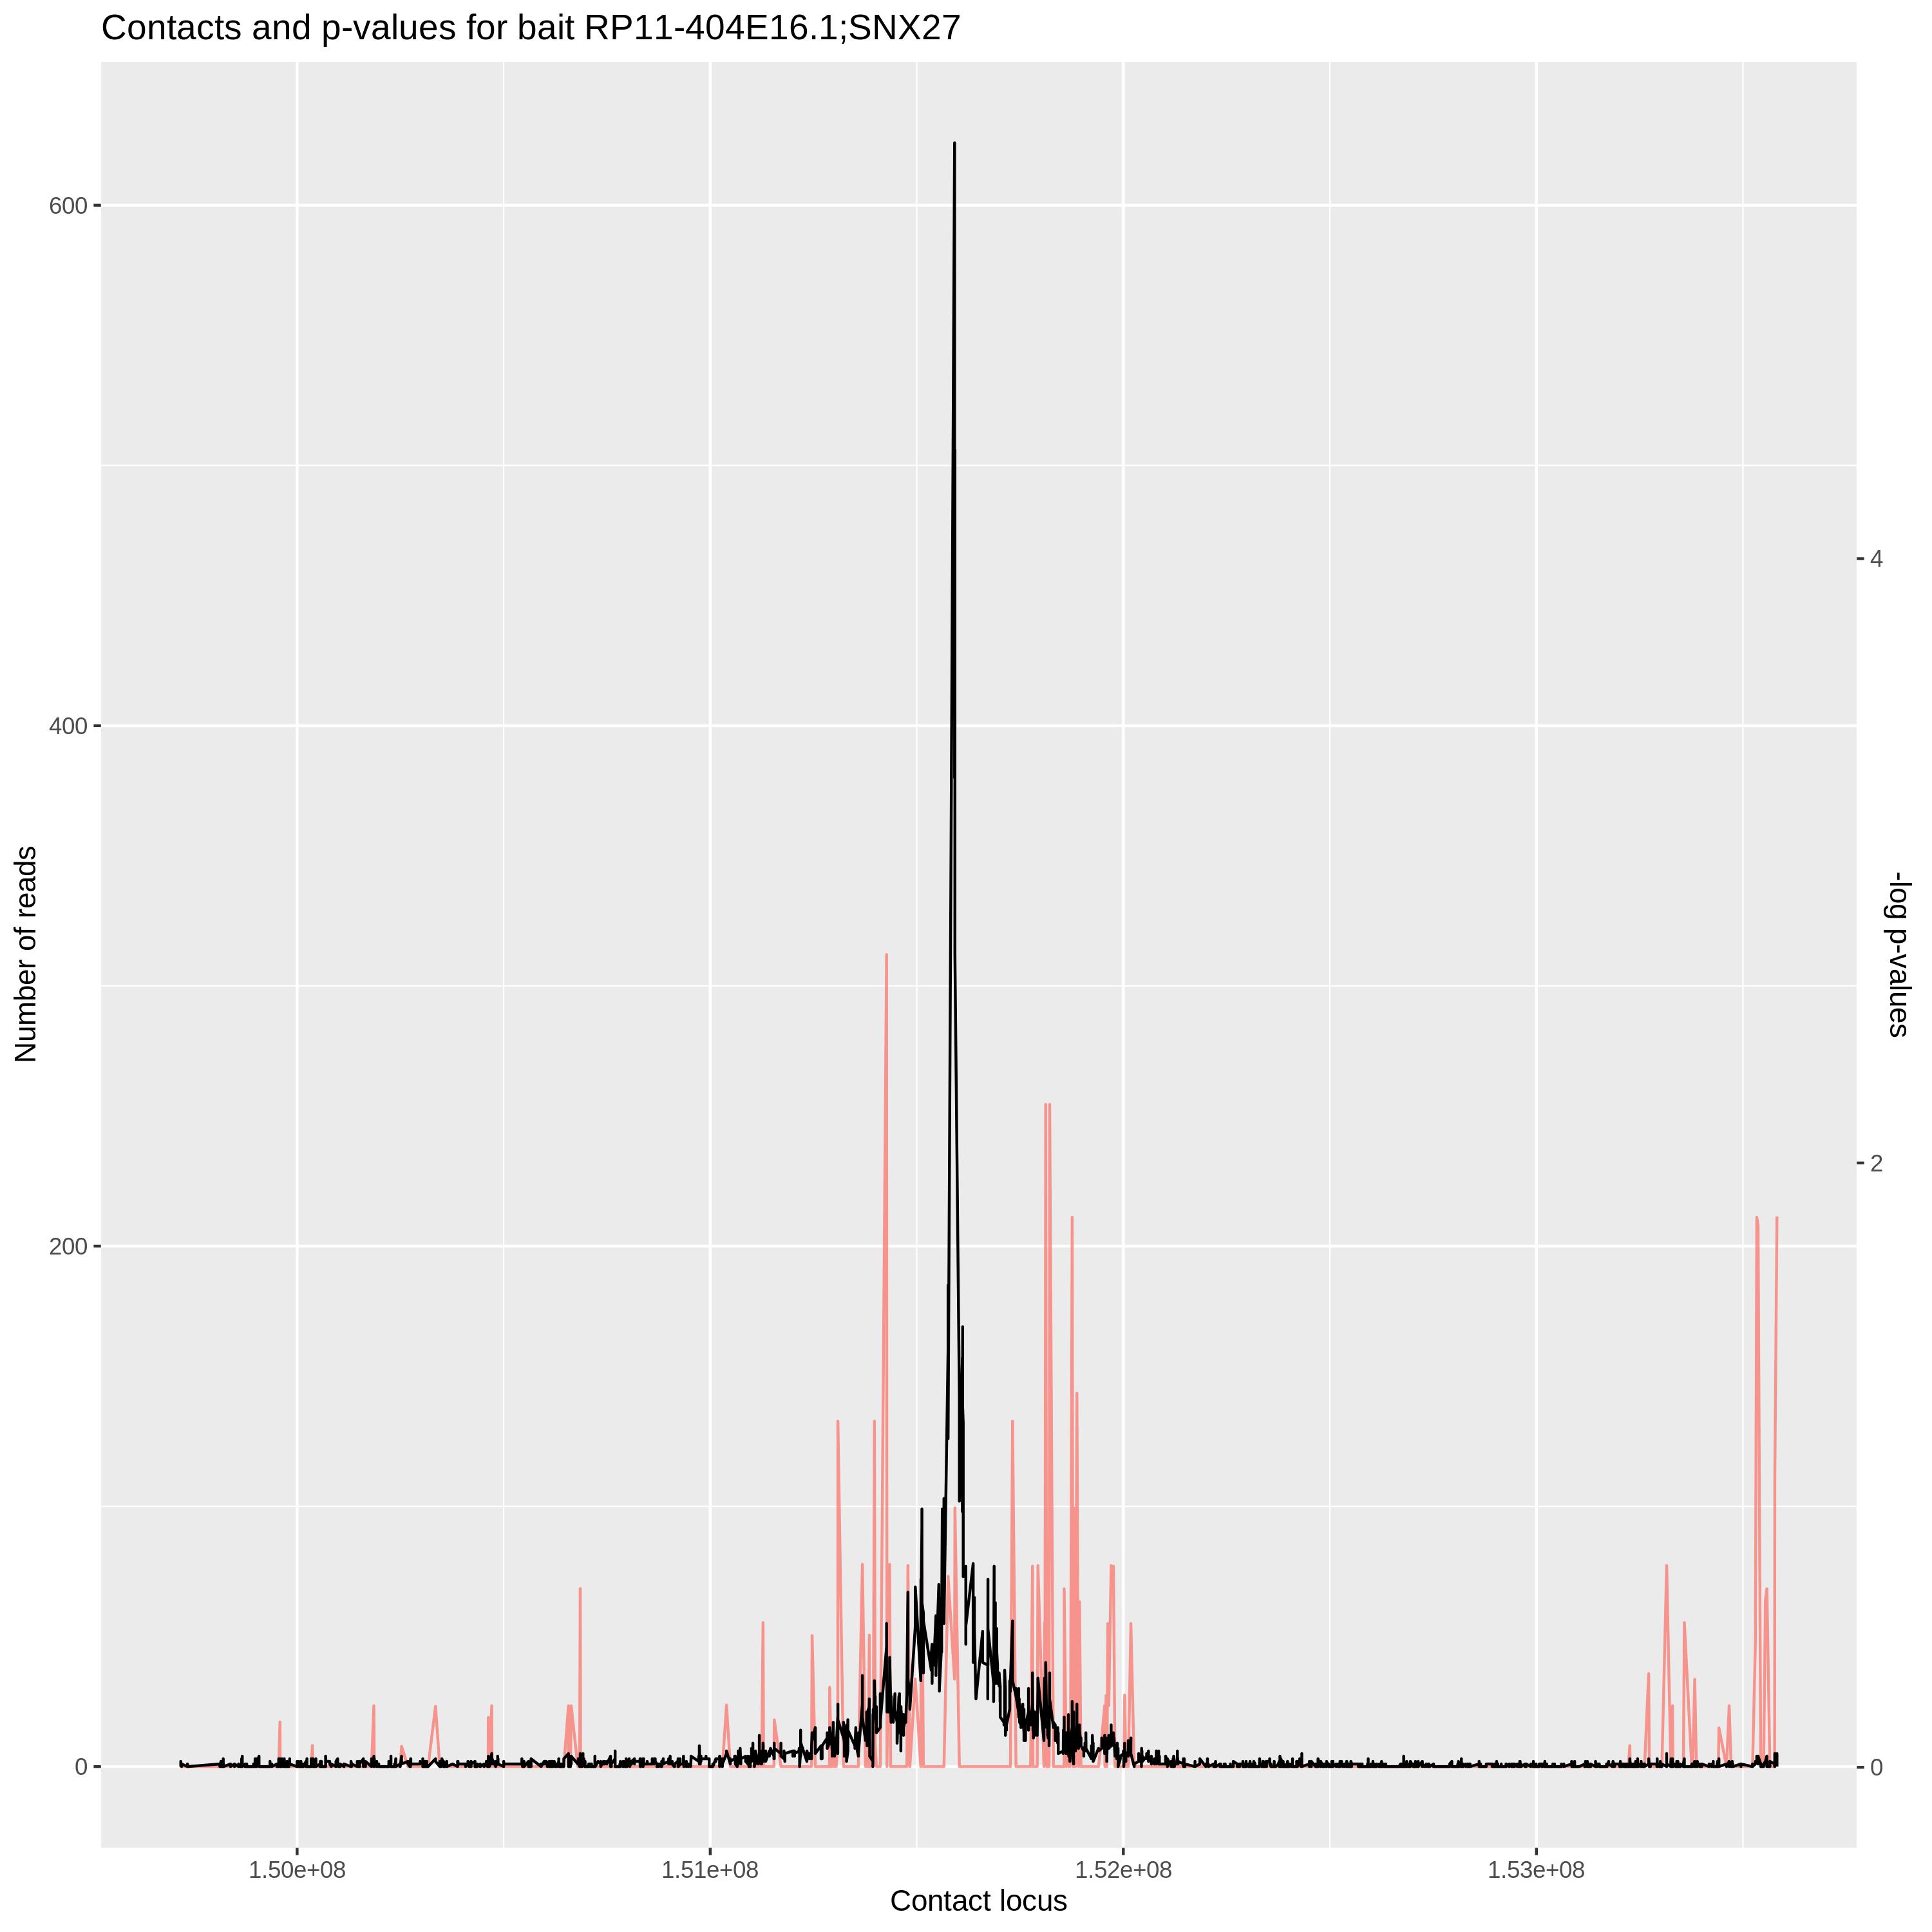 Contacts and p-values for bait RP11-404E16.1;SNX27
600
400
200
0
Number of reads
4
2
0
-log p-values
1.50e+08
1.51e+08
1.52e+08
1.53e+08
Contact locus